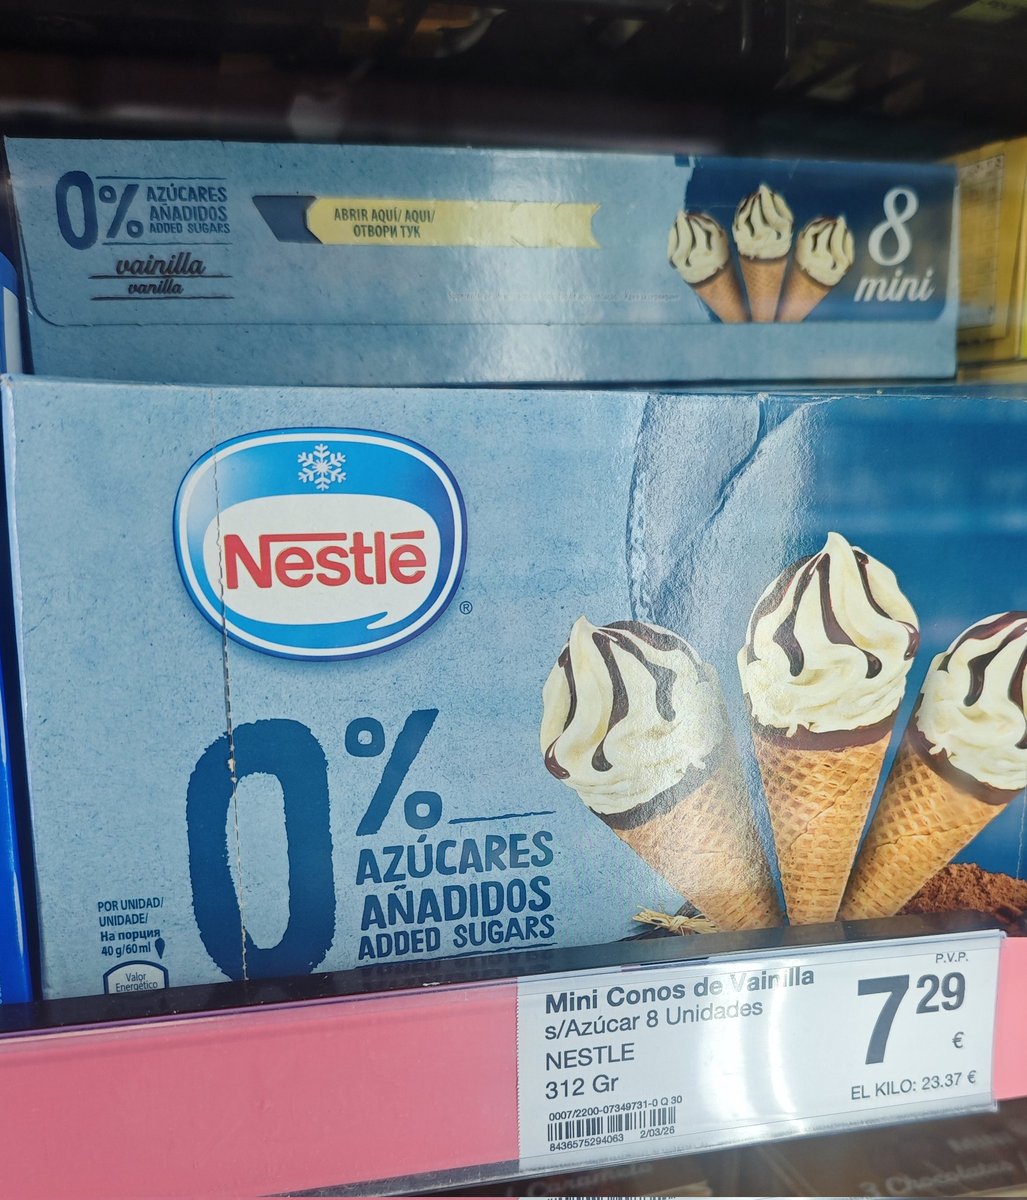 0%
AZÚCARES
AÑADIDOS
ADDED SUGARS
vainilla
vanilla
ABRIR AQUÍ/ AQUI/
ОТВОРИ ТУК
8
mini
Nestlé
®
0%
AZÚCARES
AÑADIDOS
ADDED SUGARS
POR UNIDAD/
UNIDADE/
На порция
40 g/60 ml
Valor
Energético
Mini Conos de Vainilla
s/Azúcar 8 Unidades
NESTLE
312 Gr
0007/2200-07349731-0 Q 30
8436575294063 2/03/26
P.V.P.
7 29
€
EL KILO: 23.37 €